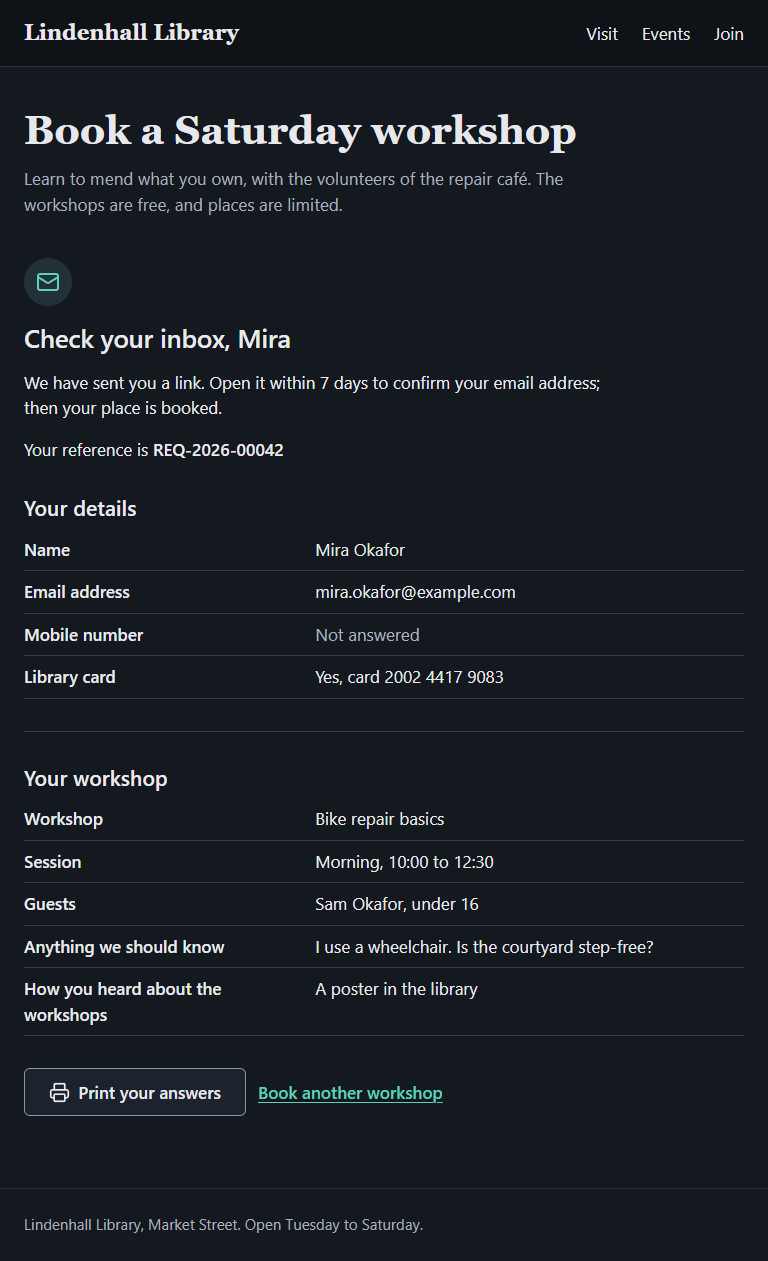 Lindenhall Library
Visit Events Join
Book a Saturday workshop
Learn to mend what you own, with the volunteers of the repair café. The
workshops are free, and places are limited.
Check your inbox, Mira
We have sent you a link. Open it within 7 days to confirm your email address;
then your place is booked.
Your reference is REQ-2026-00042
Your details
Name Mira Okafor
Email address mira.okafor@example.com
Mobile number Not answered
Library card Yes, card 2002 4417 9083
Your workshop
Workshop Bike repair basics
Session Morning, 10:00 to 12:30
Guests Sam Okafor, under 16
Anything we should know I use a wheelchair. Is the courtyard step-free?
How you heard about the A poster in the library
workshops
Print your answers Book another workshop
Lindenhall Library, Market Street. Open Tuesday to Saturday.